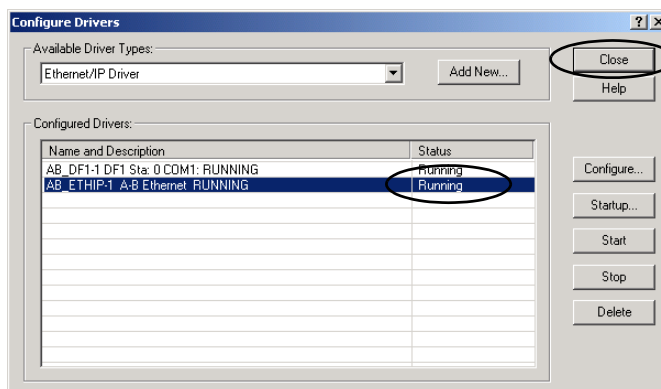 Configure Drivers
Available Driver Types:
Ethernet/IP Driver
Add New...
Close
Help
Configured Drivers:
Name and Description Status
AB_DF1-1 DF1 Sta: 0 COM1: RUNNING Running
AB_ETHIP-1 A-B Ethernet RUNNING Running
Configure...
Startup...
Start
Stop
Delete